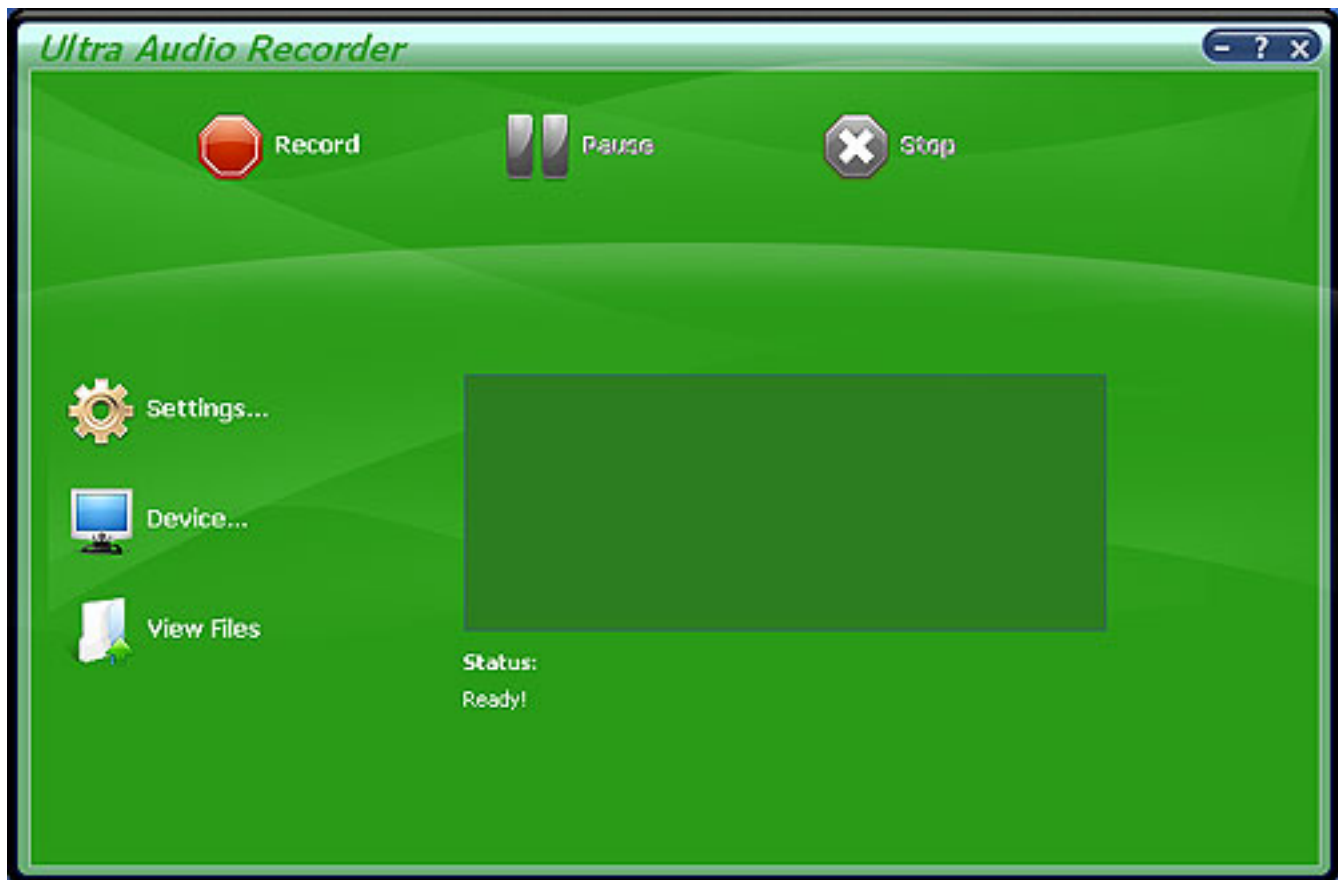 Ultra Audio Recorder
- ? x
Record Pause Stop
Settings...
Device...
View Files
Status:
Ready!